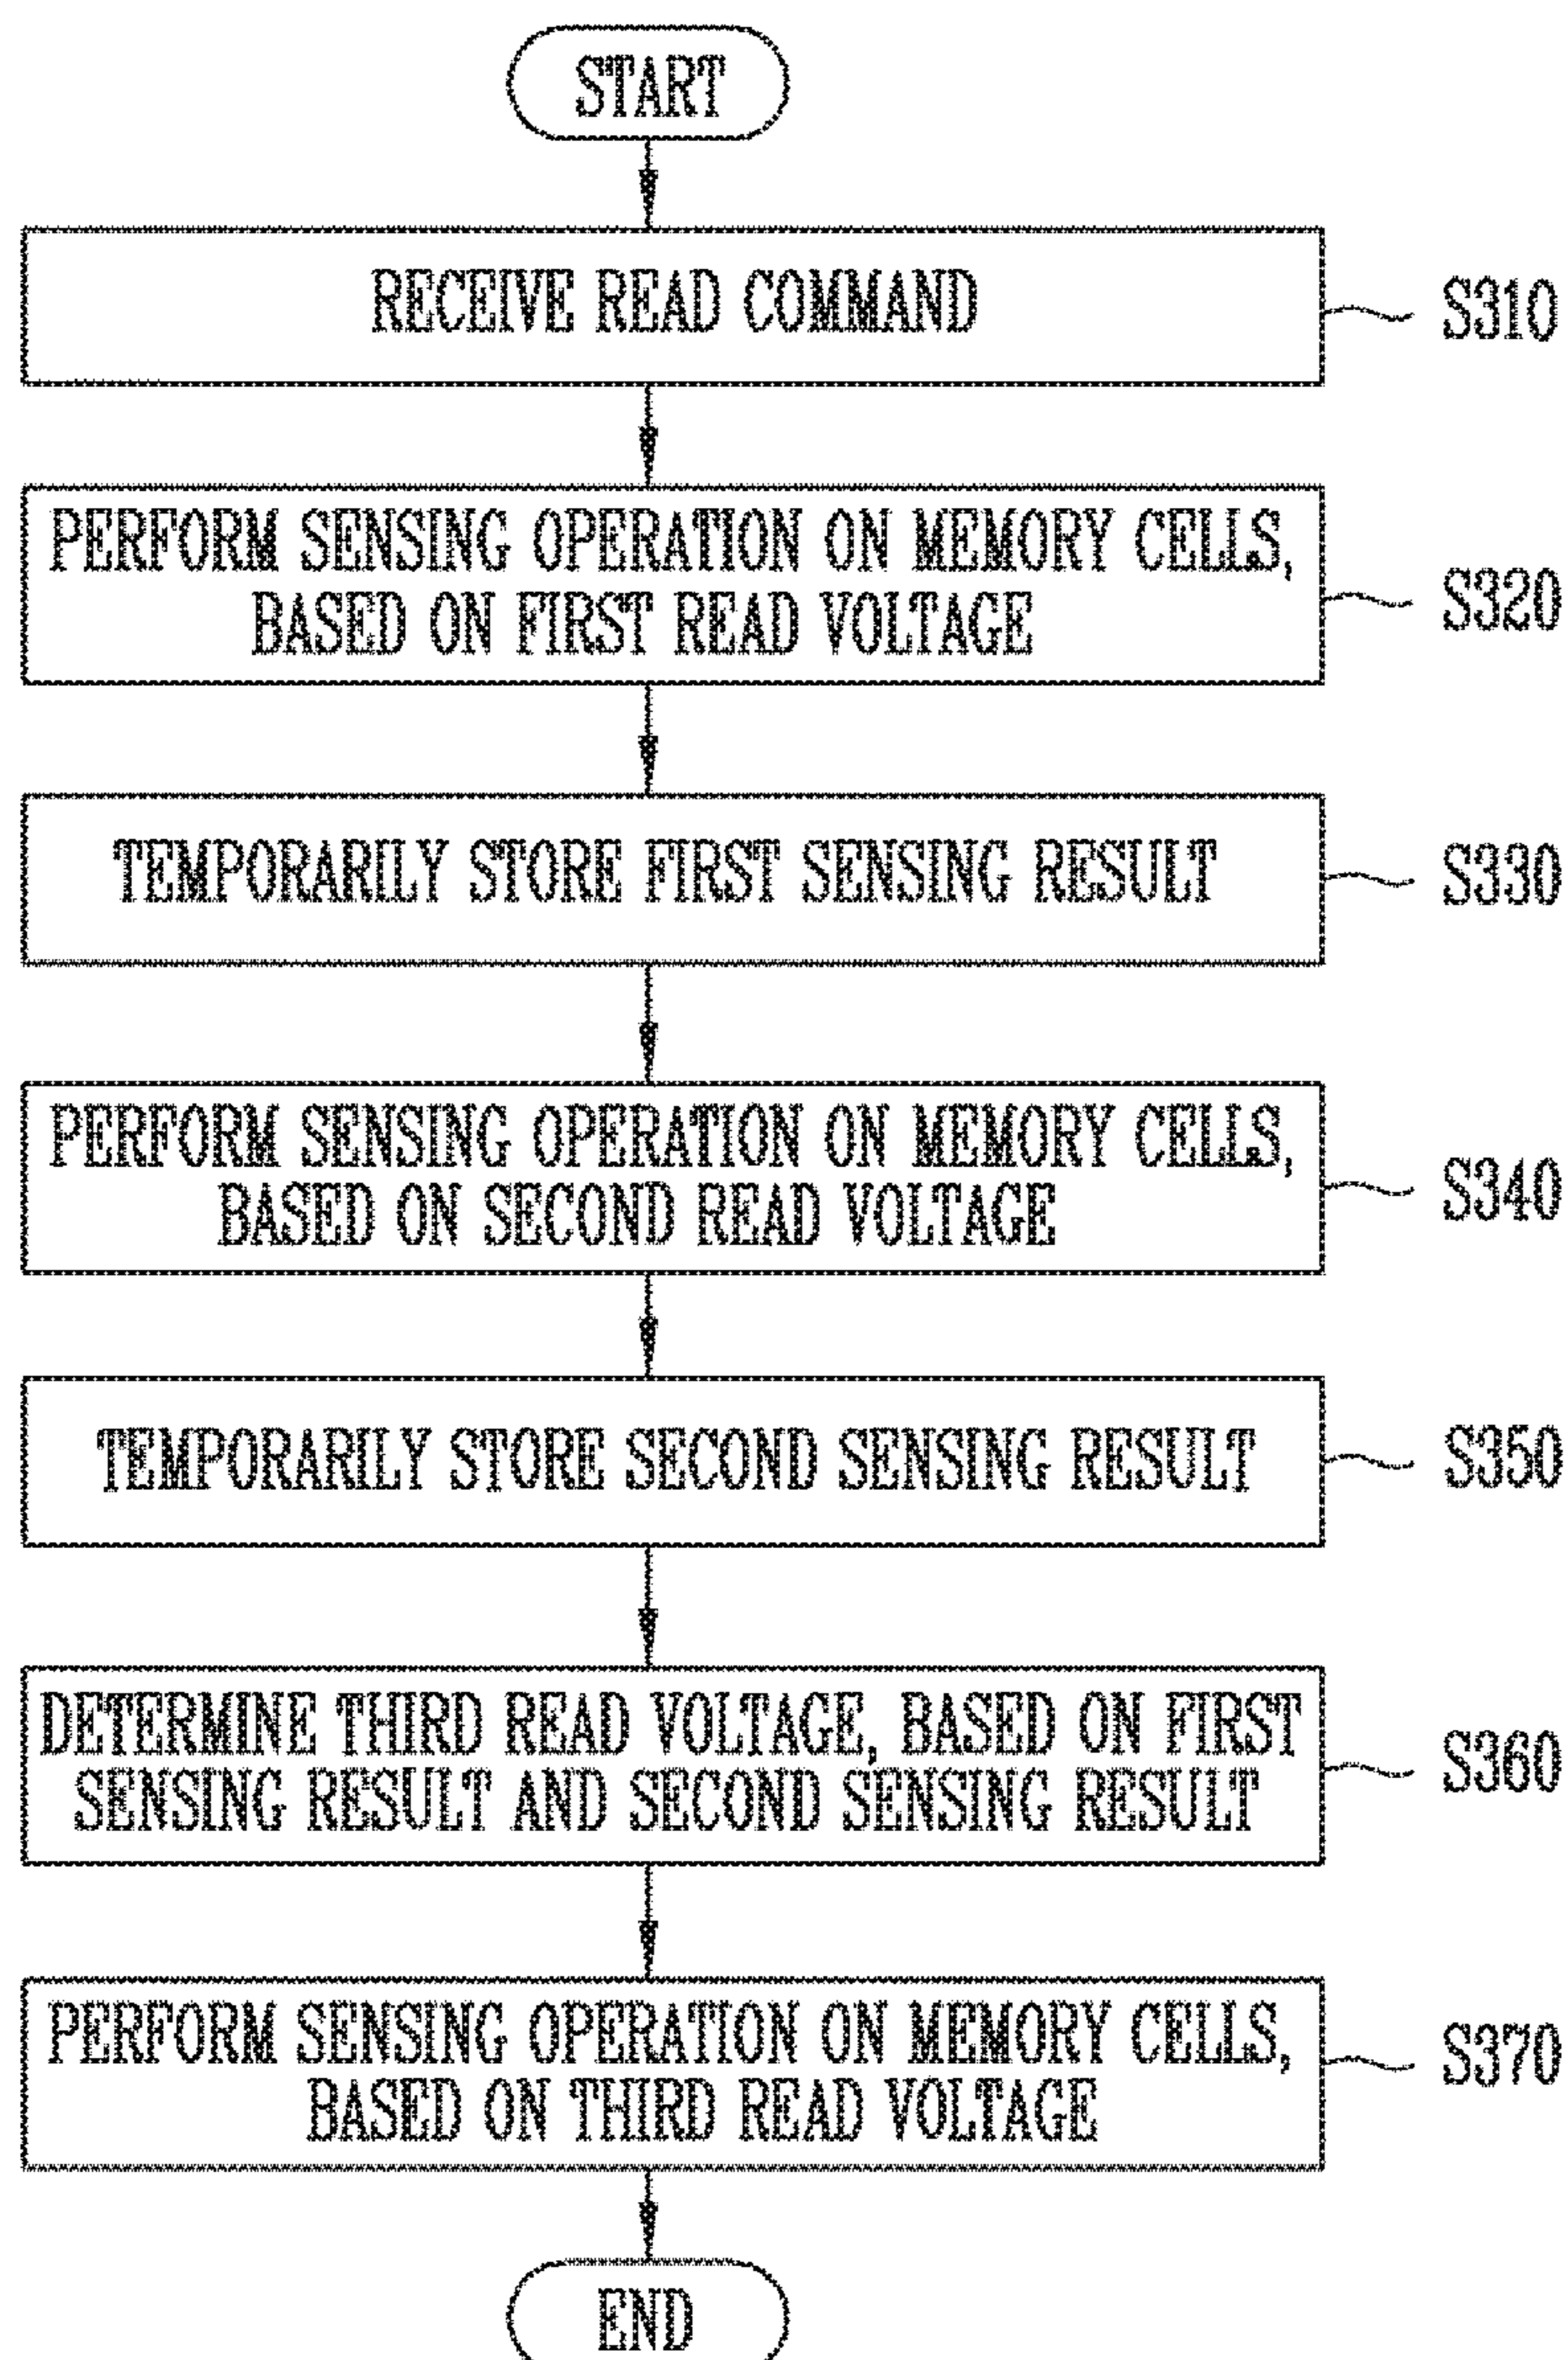 START
RECEIVE READ COMMAND
S310
PERFORM SENSING OPERATION ON MEMORY CELLS,
BASED ON FIRST READ VOLTAGE
S320
TEMPORARILY STORE FIRST SENSING RESULT
S330
PERFORM SENSING OPERATION ON MEMORY CELLS,
BASED ON SECOND READ VOLTAGE
S340
TEMPORARILY STORE SECOND SENSING RESULT
S350
DETERMINE THIRD READ VOLTAGE, BASED ON FIRST
SENSING RESULT AND SECOND SENSING RESULT
S360
PERFORM SENSING OPERATION ON MEMORY CELLS,
BASED ON THIRD READ VOLTAGE
S370
END